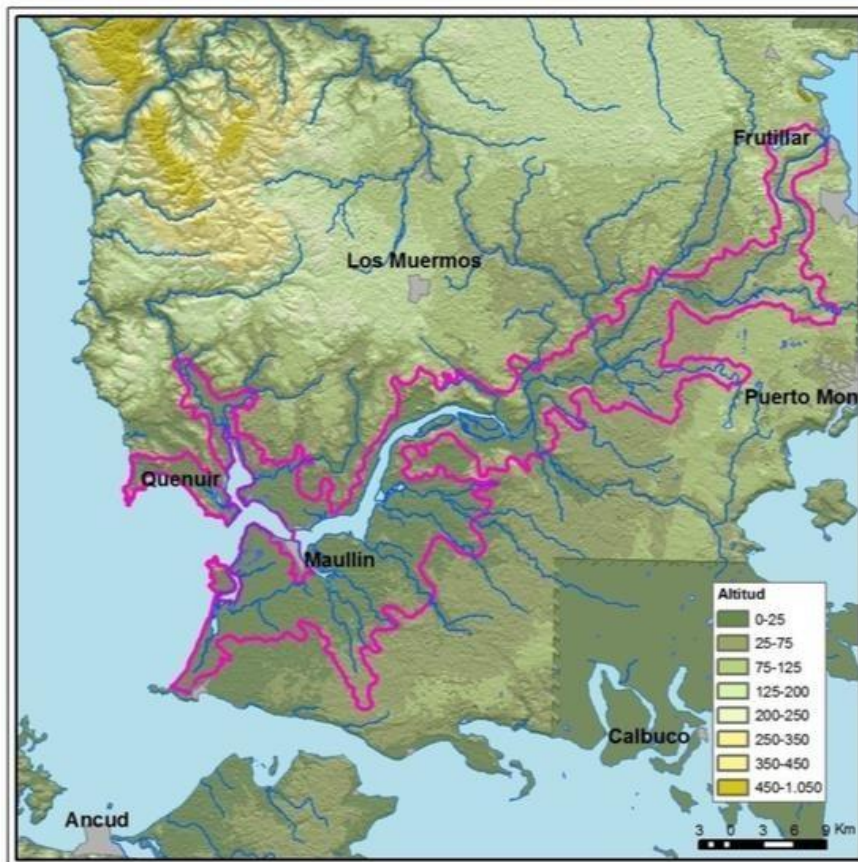 Frutillar
Los Muermos
Puerto Mon
Quenuir
Maullin
Altitud
0-25
25-75
75-125
125-200
200-250
250-350
350-450
450-1.050
Calbuco
Ancud
3 0 3 6 9 Km